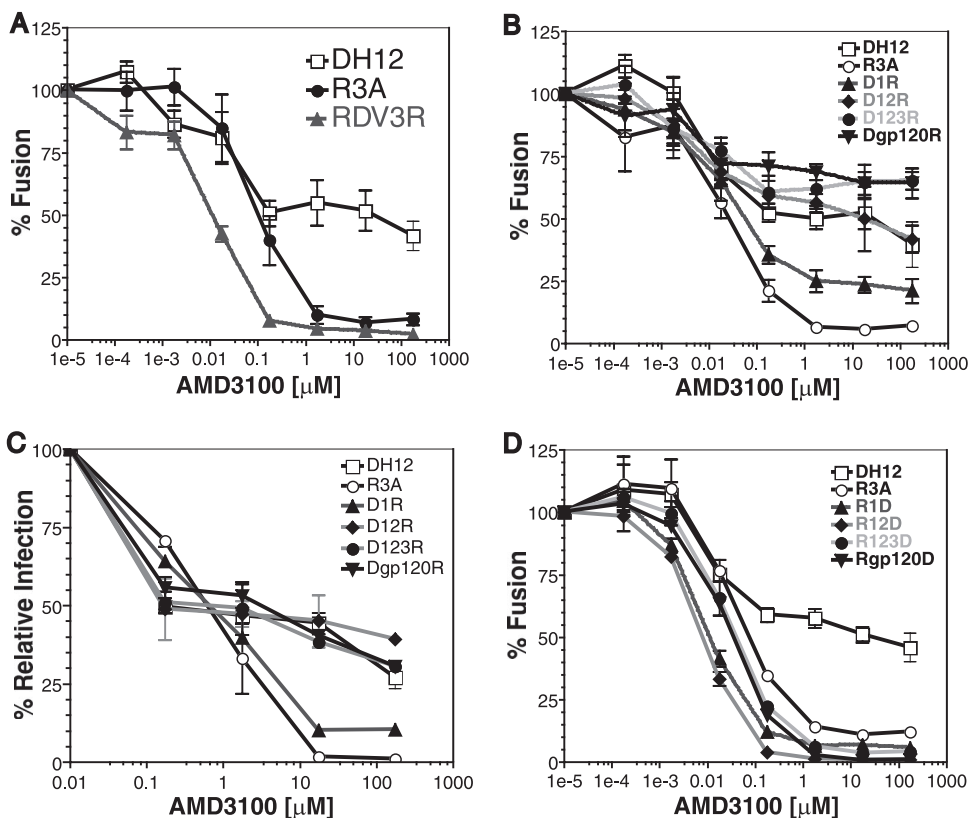 A
% Fusion
125
100
75
50
25
0
1e-5 1e-4 1e-3 0.01 0.1 1 10 100 1000
AMD3100 [µM]
DH12
R3A
RDV3R
B
% Fusion
125
100
75
50
25
0
1e-5 1e-4 1e-3 0.01 0.1 1 10 100 1000
AMD3100 [µM]
DH12
R3A
D1R
D12R
D123R
Dgp120R
C
% Relative Infection
100
75
50
25
0
0.01 0.1 1 10 100 1000
AMD3100 [µM]
DH12
R3A
D1R
D12R
D123R
Dgp120R
D
% Fusion
125
100
75
50
25
0
1e-5 1e-4 1e-3 0.01 0.1 1 10 100 1000
AMD3100 [µM]
DH12
R3A
R1D
R12D
R123D
Rgp120D